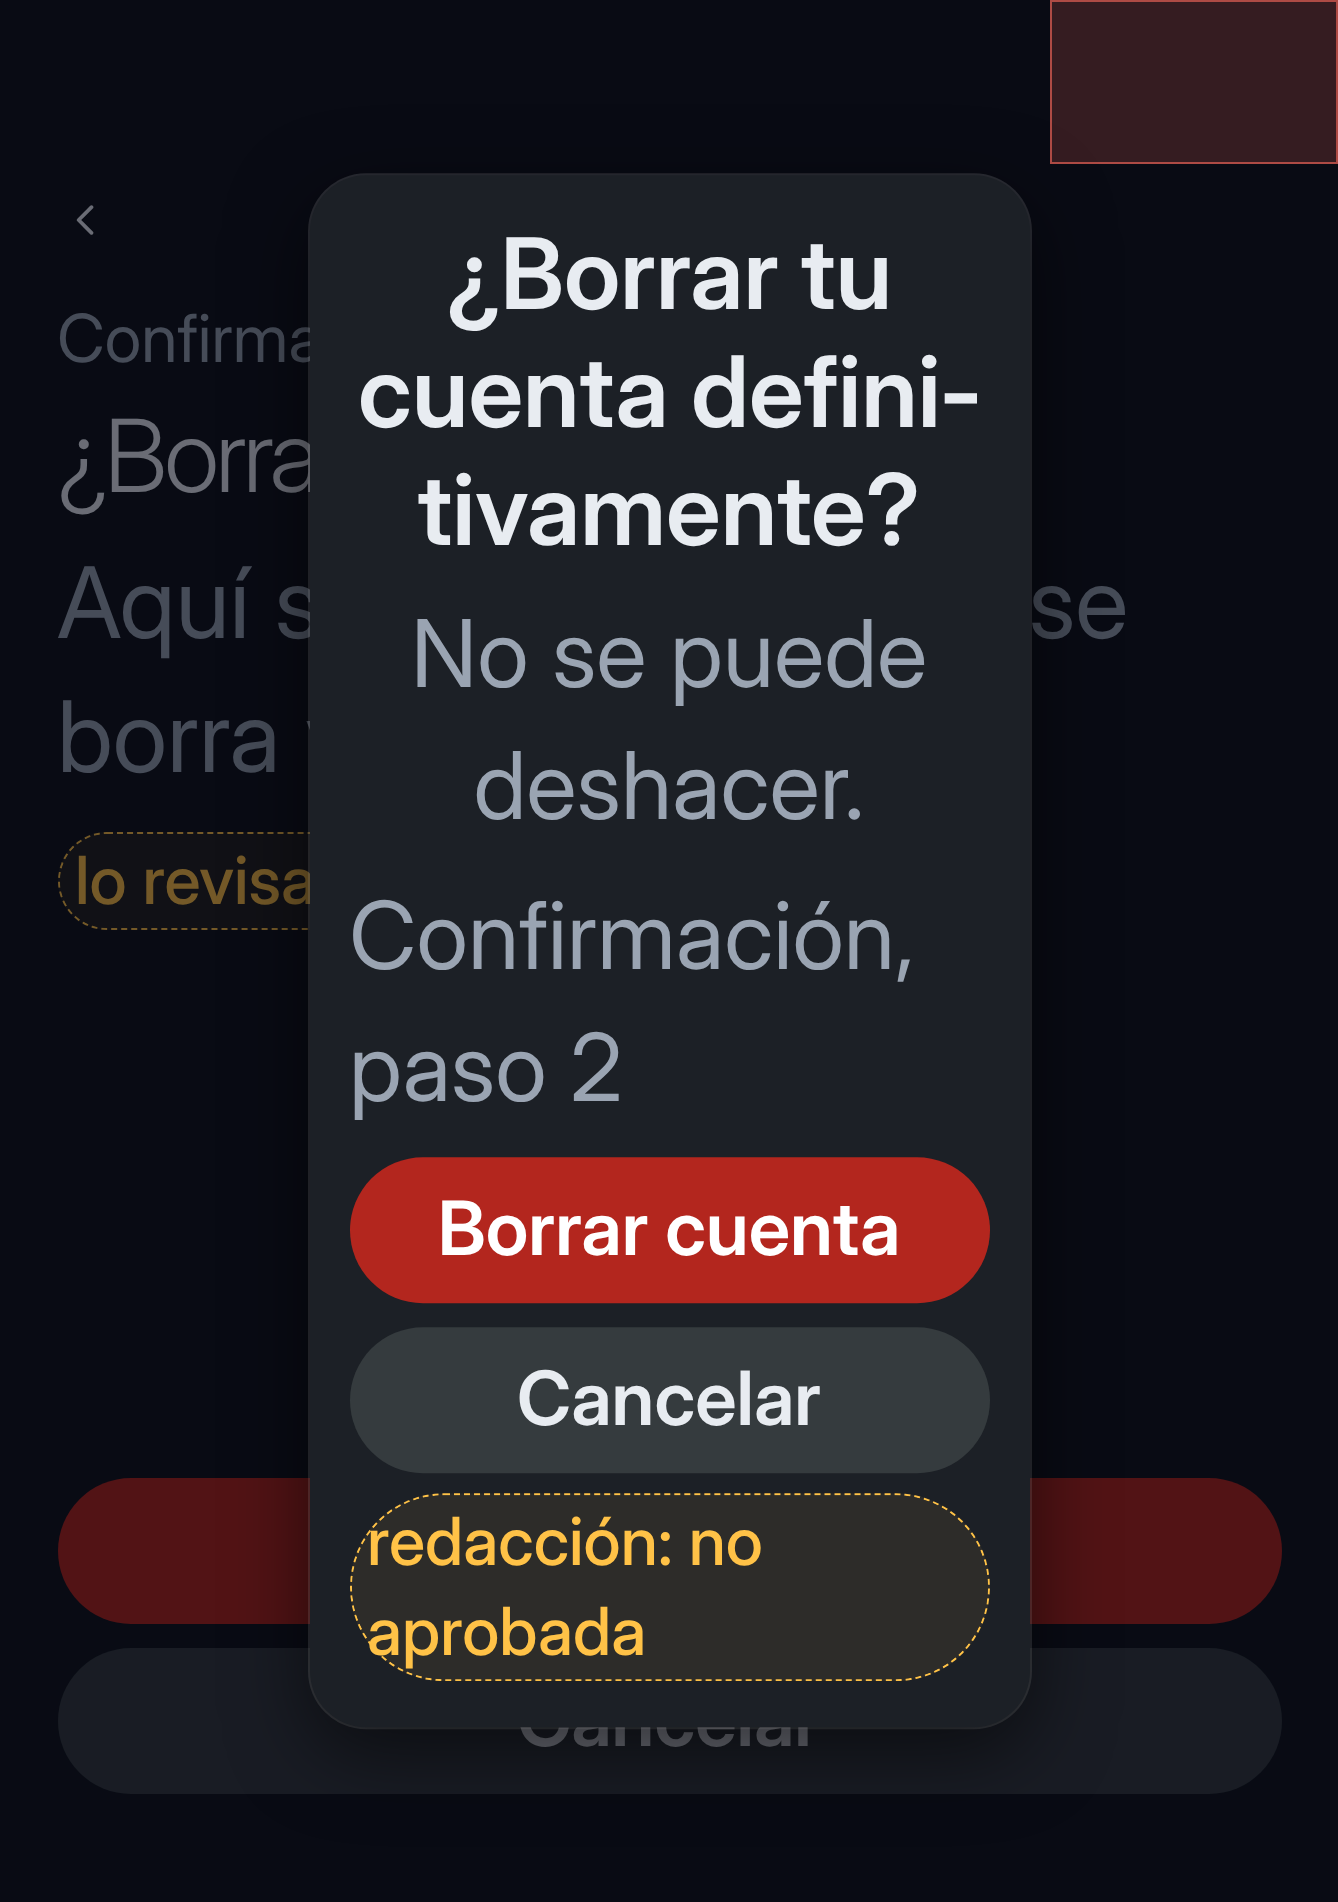 Confirma
¿Borra
Aquí s
se
borra
lo revisa
¿Borrar tu
cuenta defini-
tivamente?
No se puede
deshacer.
Confirmación,
paso 2
Borrar cuenta
Cancelar
redacción: no
aprobada
Cancelar